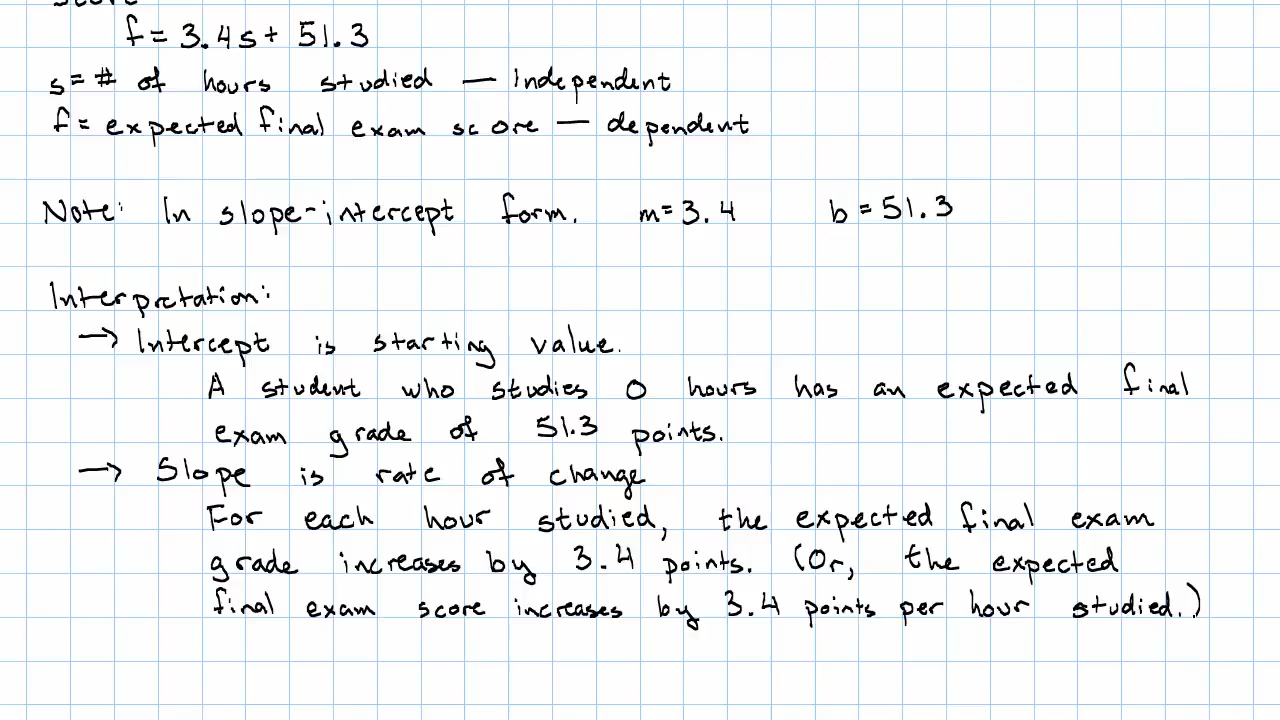 score
f = 3.4s + 51.3
s = # of hours studied — Independent
f = expected final exam score — dependent
Note: In slope-intercept form. m = 3.4 b = 51.3
Interpretation:
→ Intercept is starting value.
A student who studies 0 hours has an expected final
exam grade of 51.3 points.
→ Slope is rate of change
For each hour studied, the expected final exam
grade increases by 3.4 points. (Or, the expected
final exam score increases by 3.4 points per hour studied.)